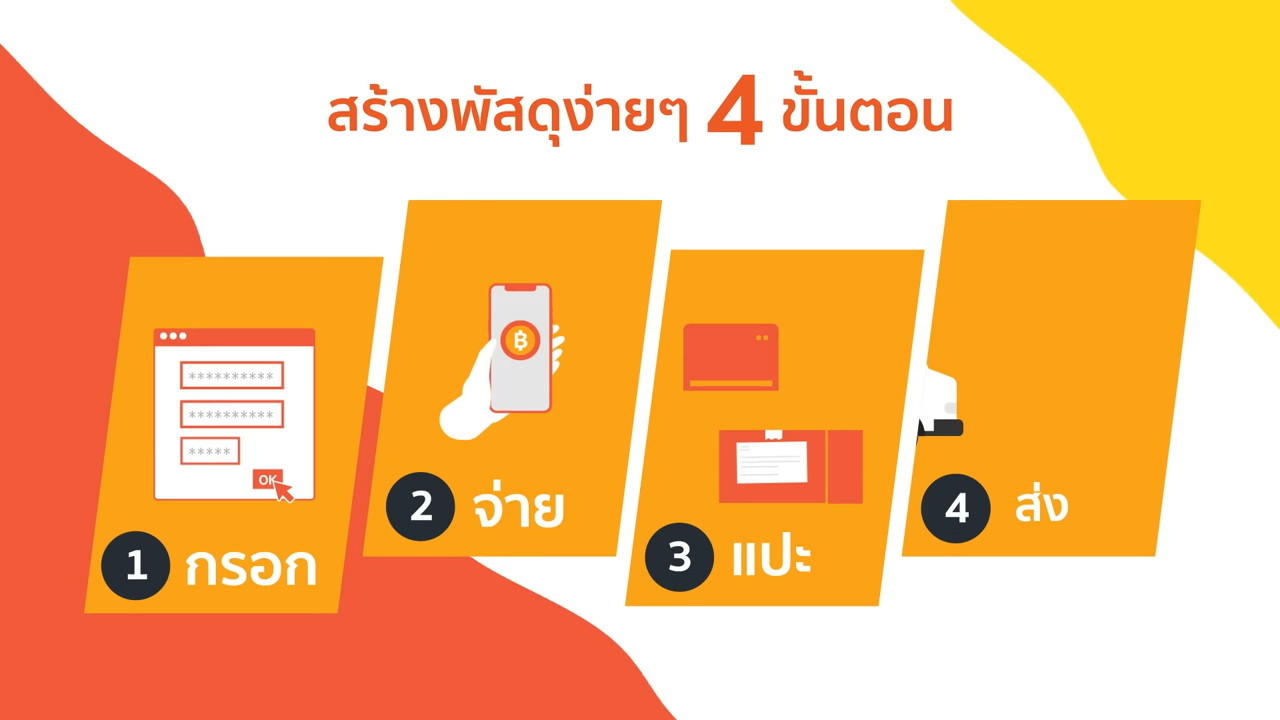 สร้างพัสดุง่ายๆ 4 ขั้นตอน
**********
**********
*****
OK
1 กรอก
฿
2 จ่าย
3 แปะ
4 ส่ง